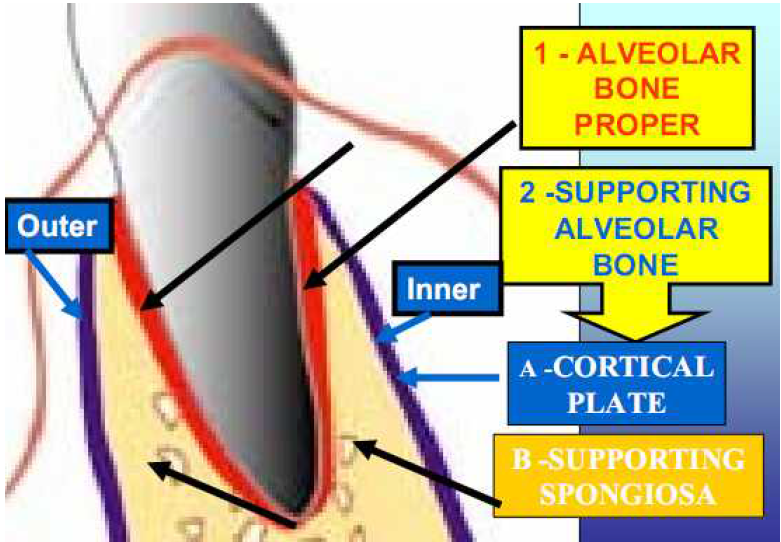 1 - ALVEOLAR
BONE
PROPER
2 -SUPPORTING
ALVEOLAR
BONE
Outer
Inner
A -CORTICAL
PLATE
B -SUPPORTING
SPONGIOSA